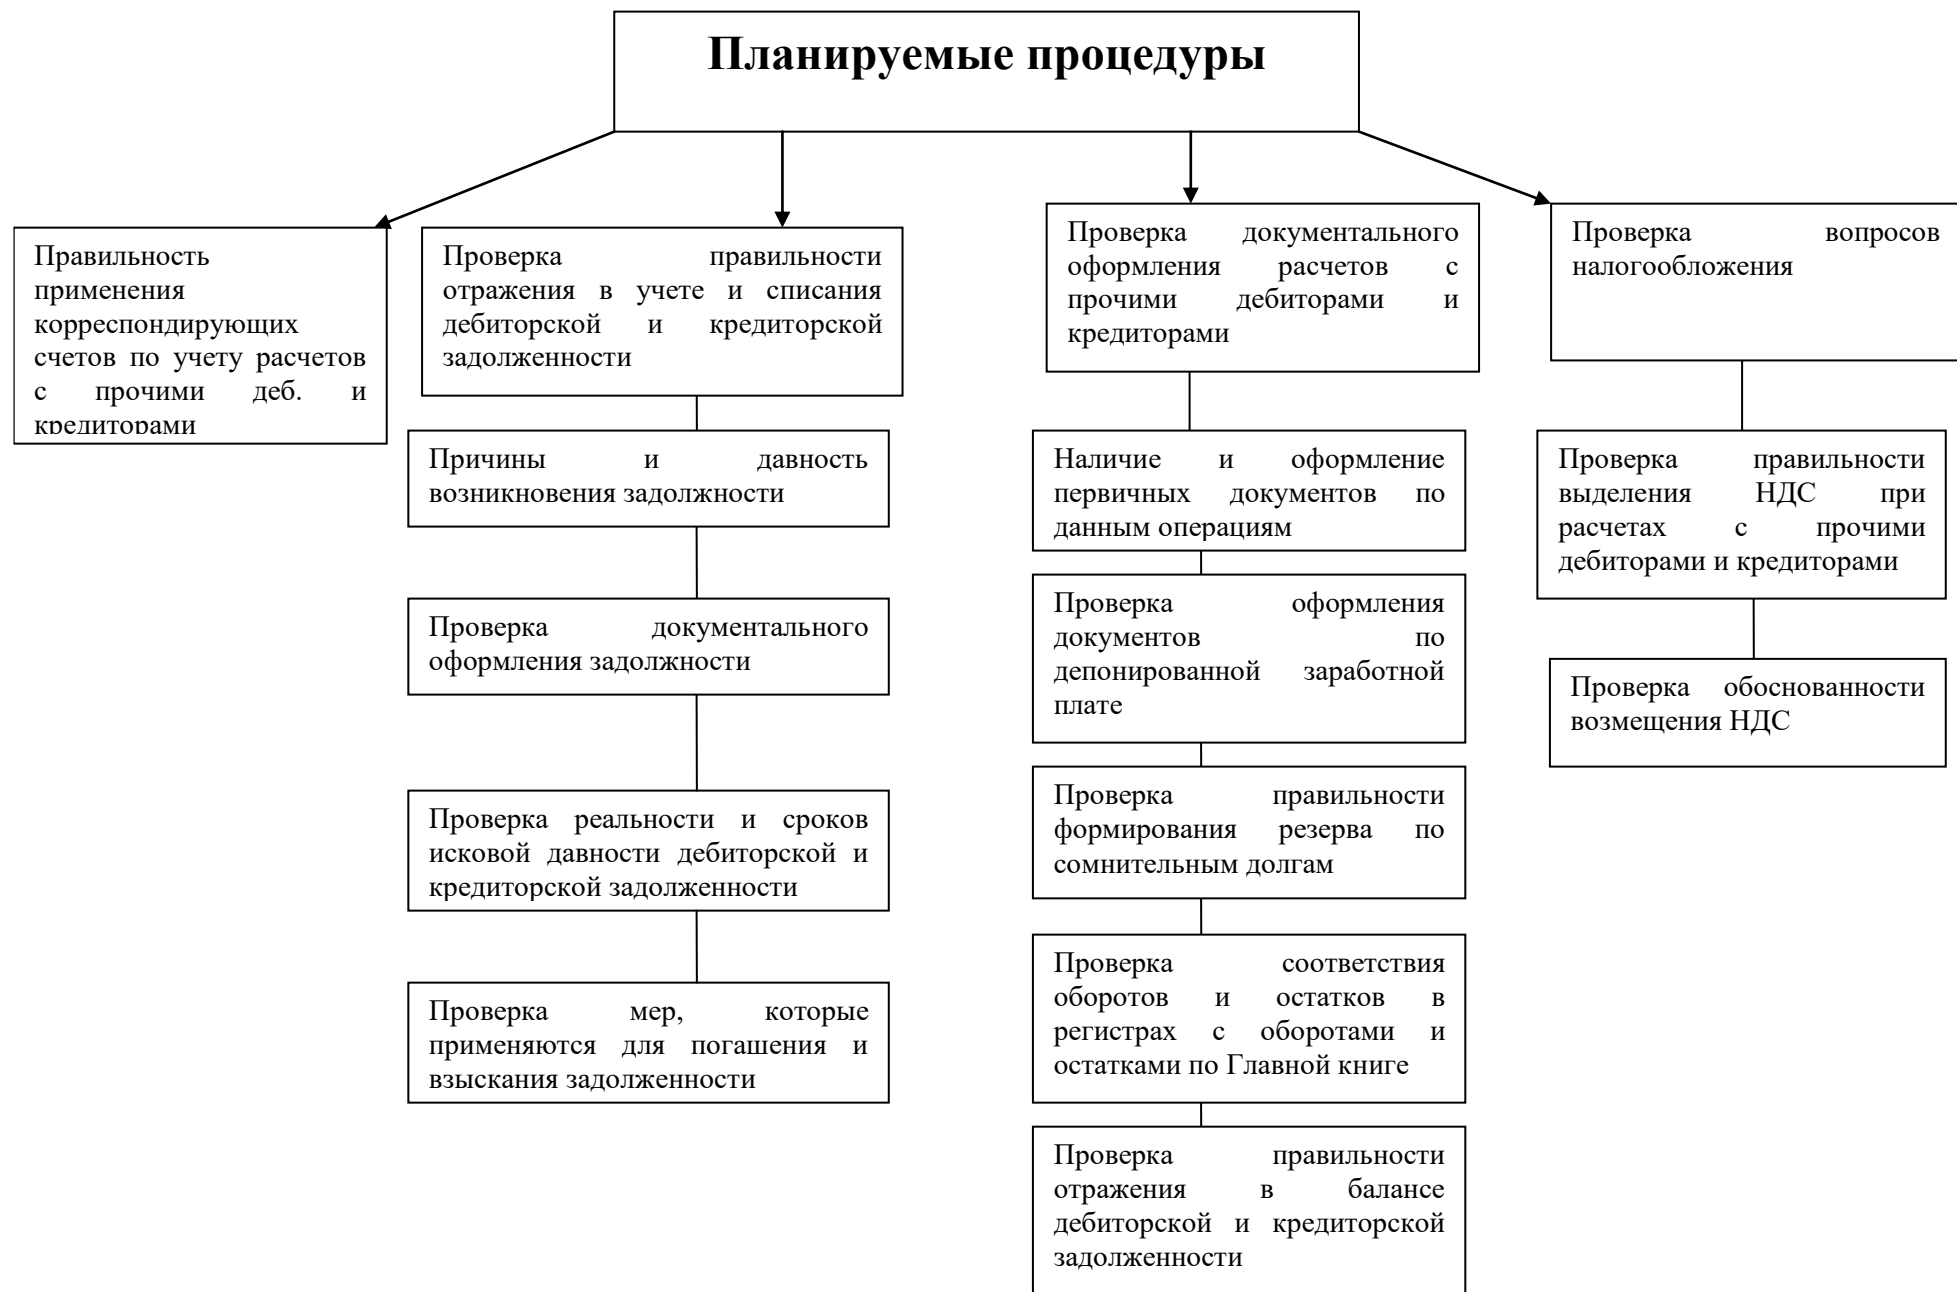 Планируемые процедуры
Правильность
применения
корреспондирующих
счетов по учету расчетов
с прочими деб. и
кредиторами
Проверка правильности
отражения в учете и списания
дебиторской и кредиторской
задолженности
Причины и давность
возникновения задолжности
Проверка документального
оформления задолжности
Проверка реальности и сроков
исковой давности дебиторской и
кредиторской задолженности
Проверка мер, которые
применяются для погашения и
взыскания задолженности
Проверка документального
оформления расчетов с
прочими дебиторами и
кредиторами
Наличие и оформление
первичных документов по
данным операциям
Проверка оформления
документов по
депонированной заработной
плате
Проверка правильности
формирования резерва по
сомнительным долгам
Проверка соответствия
оборотов и остатков в
регистрах с оборотами и
остатками по Главной книге
Проверка правильности
отражения в балансе
дебиторской и кредиторской
задолженности
Проверка вопросов
налогообложения
Проверка правильности
выделения НДС при
расчетах с прочими
дебиторами и кредиторами
Проверка обоснованности
возмещения НДС